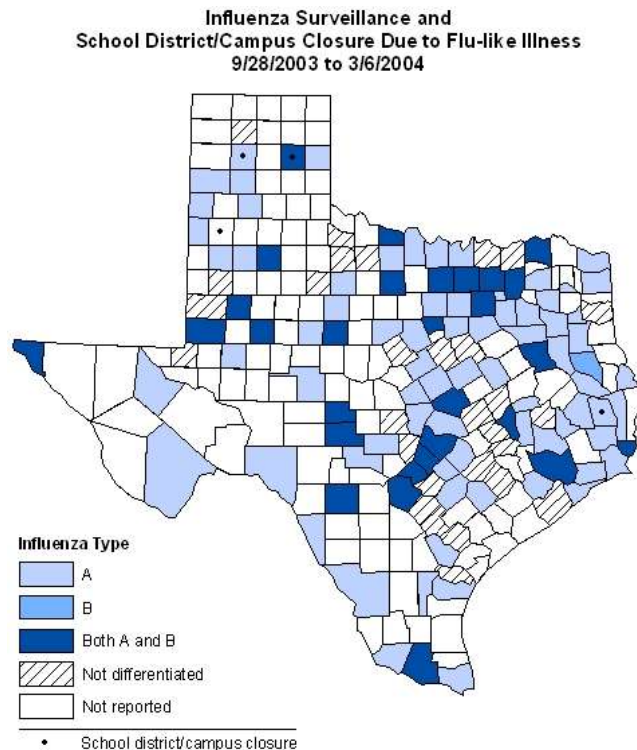 Influenza Surveillance and
School District/Campus Closure Due to Flu-like Illness
9/28/2003 to 3/6/2004
Influenza Type
A
B
Both A and B
Not differentiated
Not reported
School district/campus closure